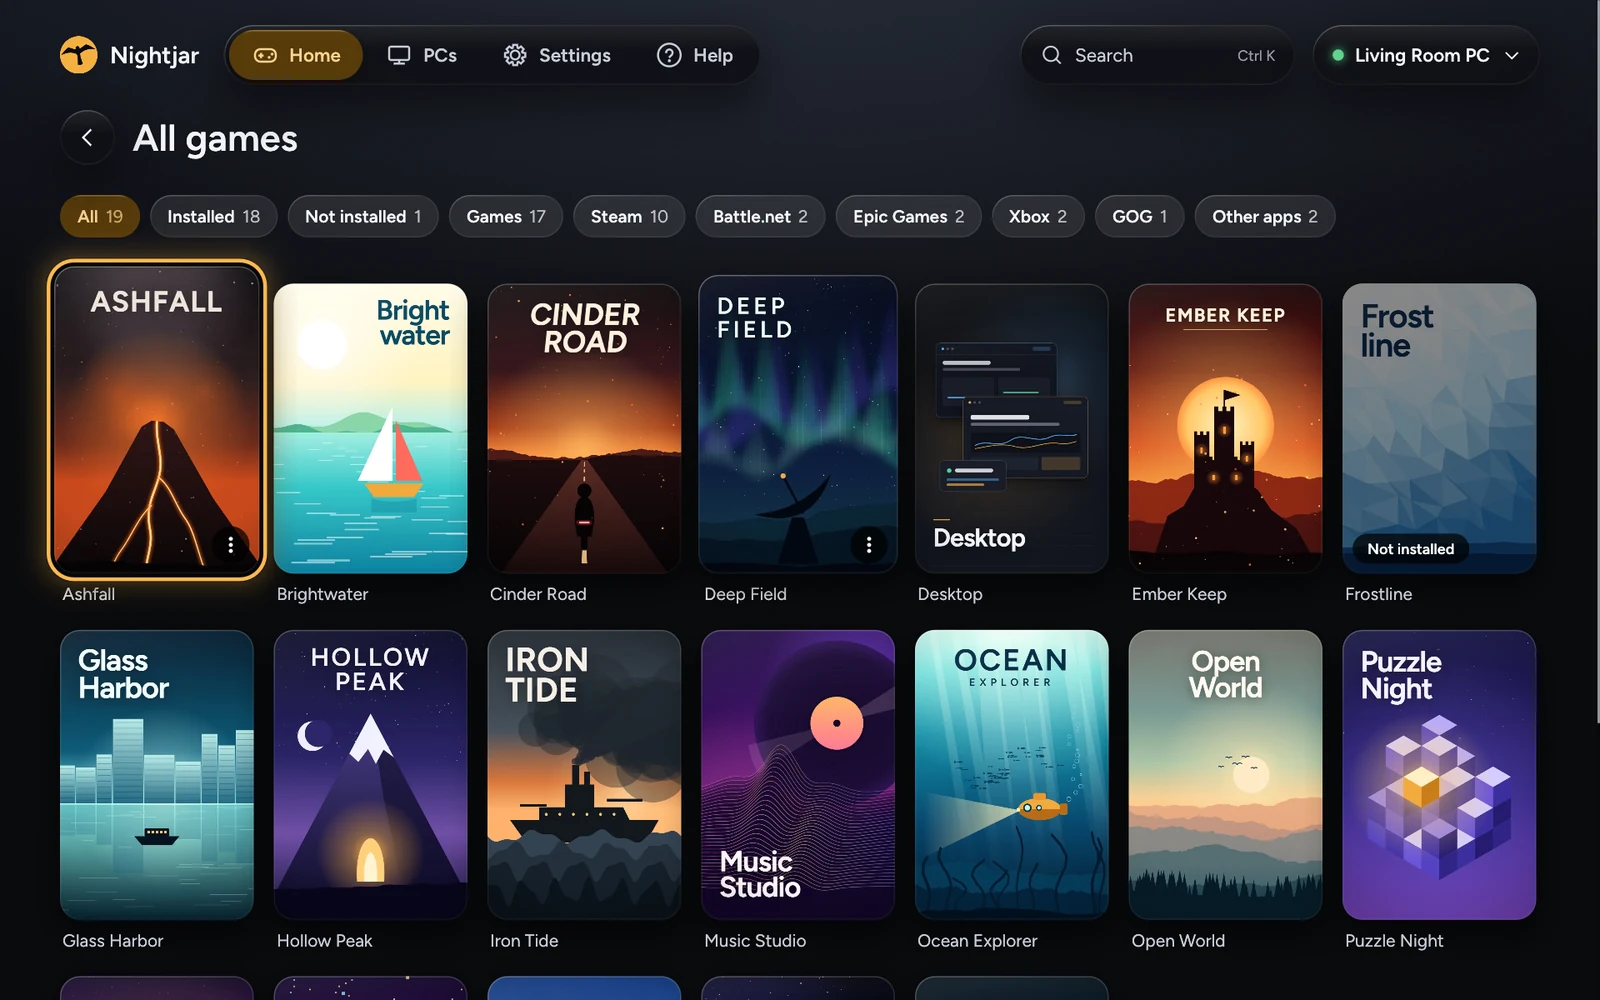 Nightjar
Home
PCs
Settings
Help
Search
Ctrl K
Living Room PC
All games
All 19
Installed 18
Not installed 1
Games 17
Steam 10
Battle.net 2
Epic Games 2
Xbox 2
GOG 1
Other apps 2
ASHFALL
Bright
water
CINDER
ROAD
DEEP
FIELD
Desktop
EMBER KEEP
Frost
line
Not installed
Ashfall
Brightwater
Cinder Road
Deep Field
Desktop
Ember Keep
Frostline
Glass
Harbor
HOLLOW
PEAK
IRON
TIDE
Music
Studio
OCEAN
EXPLORER
Open
World
Puzzle
Night
Glass Harbor
Hollow Peak
Iron Tide
Music Studio
Ocean Explorer
Open World
Puzzle Night